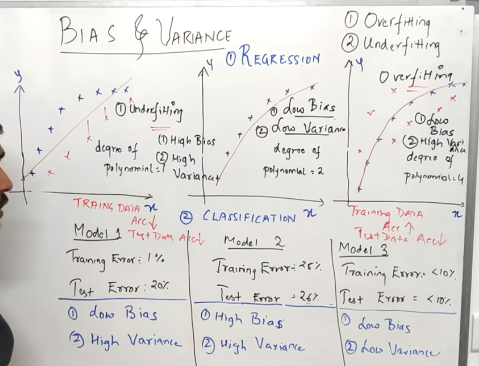 BIAS & VARIANCE
① Overfitting
② Underfitting
① REGRESSION
y
① Underfitting
① High Bias
② High Variance
degree of
polynomial=1
x
TRAING DATA
Acc↓
Test Data Acc↓
y
① Low Bias
② Low Variance
degree of
polynomial=2
x
y
Overfitting
① Low
Bias
② High Variance
degree of
polynomial=4
x
Training DATA
Acc↑
Test Data Acc↓
② CLASSIFICATION
Model 1
Training Error: 1%
Test Error: 20%
① Low Bias
② High Variance
Model 2
Training Error: 25%
Test Error = 26%
① High Bias
② High Variance
Model 3
Training Error: <10%
Test Error = <10%
① Low Bias
② Low Variance